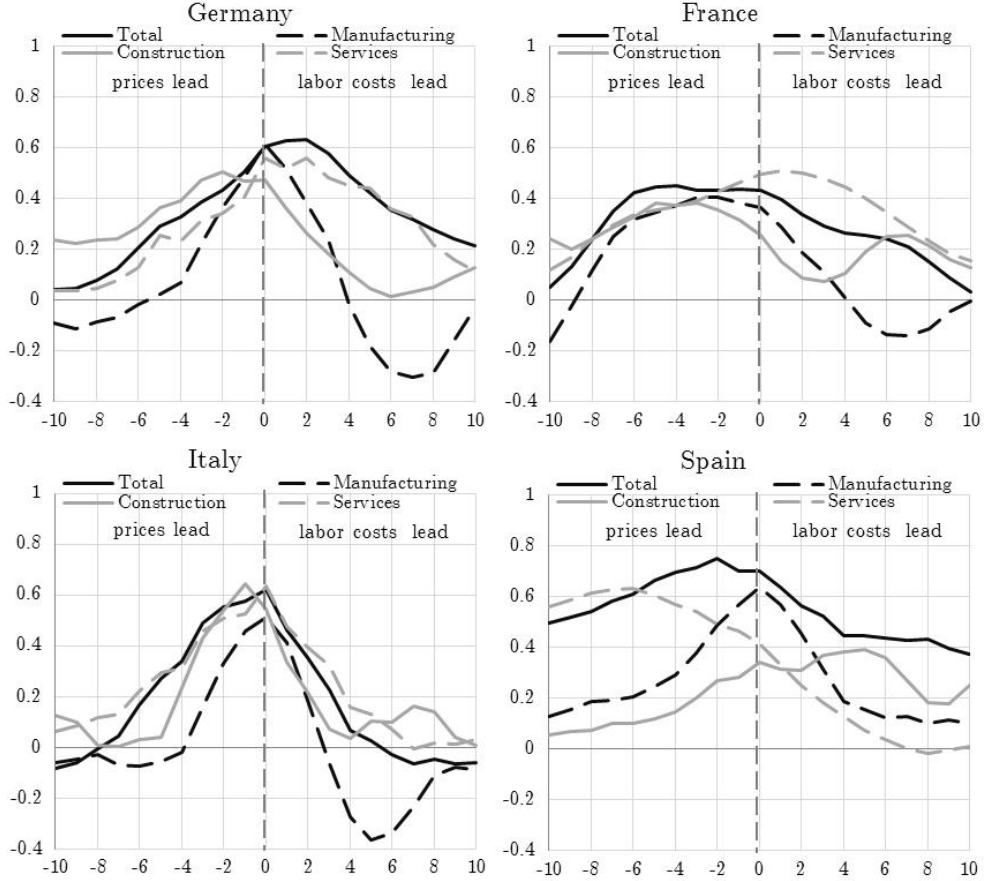 Germany
Total Manufacturing
Construction Services
prices lead labor costs lead
1
0.8
0.6
0.4
0.2
0
-0.2
-0.4
-10 -8 -6 -4 -2 0 2 4 6 8 10
France
Total Manufacturing
Construction Services
prices lead labor costs lead
1
0.8
0.6
0.4
0.2
0
-0.2
-0.4
-10 -8 -6 -4 -2 0 2 4 6 8 10
Italy
Total Manufacturing
Construction Services
prices lead labor costs lead
1
0.8
0.6
0.4
0.2
0
-0.2
-0.4
-10 -8 -6 -4 -2 0 2 4 6 8 10
Spain
Total Manufacturing
Construction Services
prices lead labor costs lead
1
0.8
0.6
0.4
0.2
0
-0.2
-0.4
-10 -8 -6 -4 -2 0 2 4 6 8 10